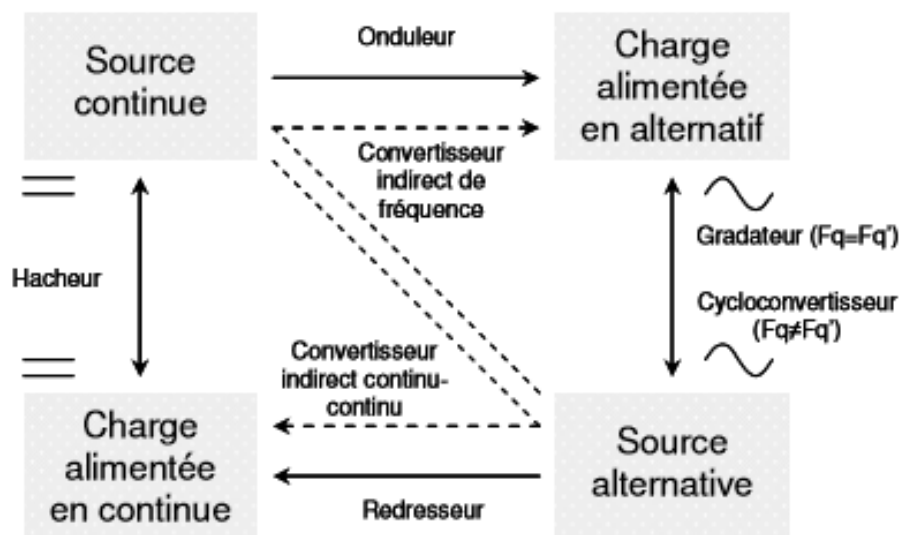 Source
continue
Onduleur
Charge
alimentée
en alternatif
Convertisseur
indirect de
fréquence
Gradateur (Fq=Fq')
Hacheur
Cycloconvertisseur
(Fq≠Fq')
Convertisseur
indirect continu-
continu
Charge
alimentée
en continue
Redresseur
Source
alternative